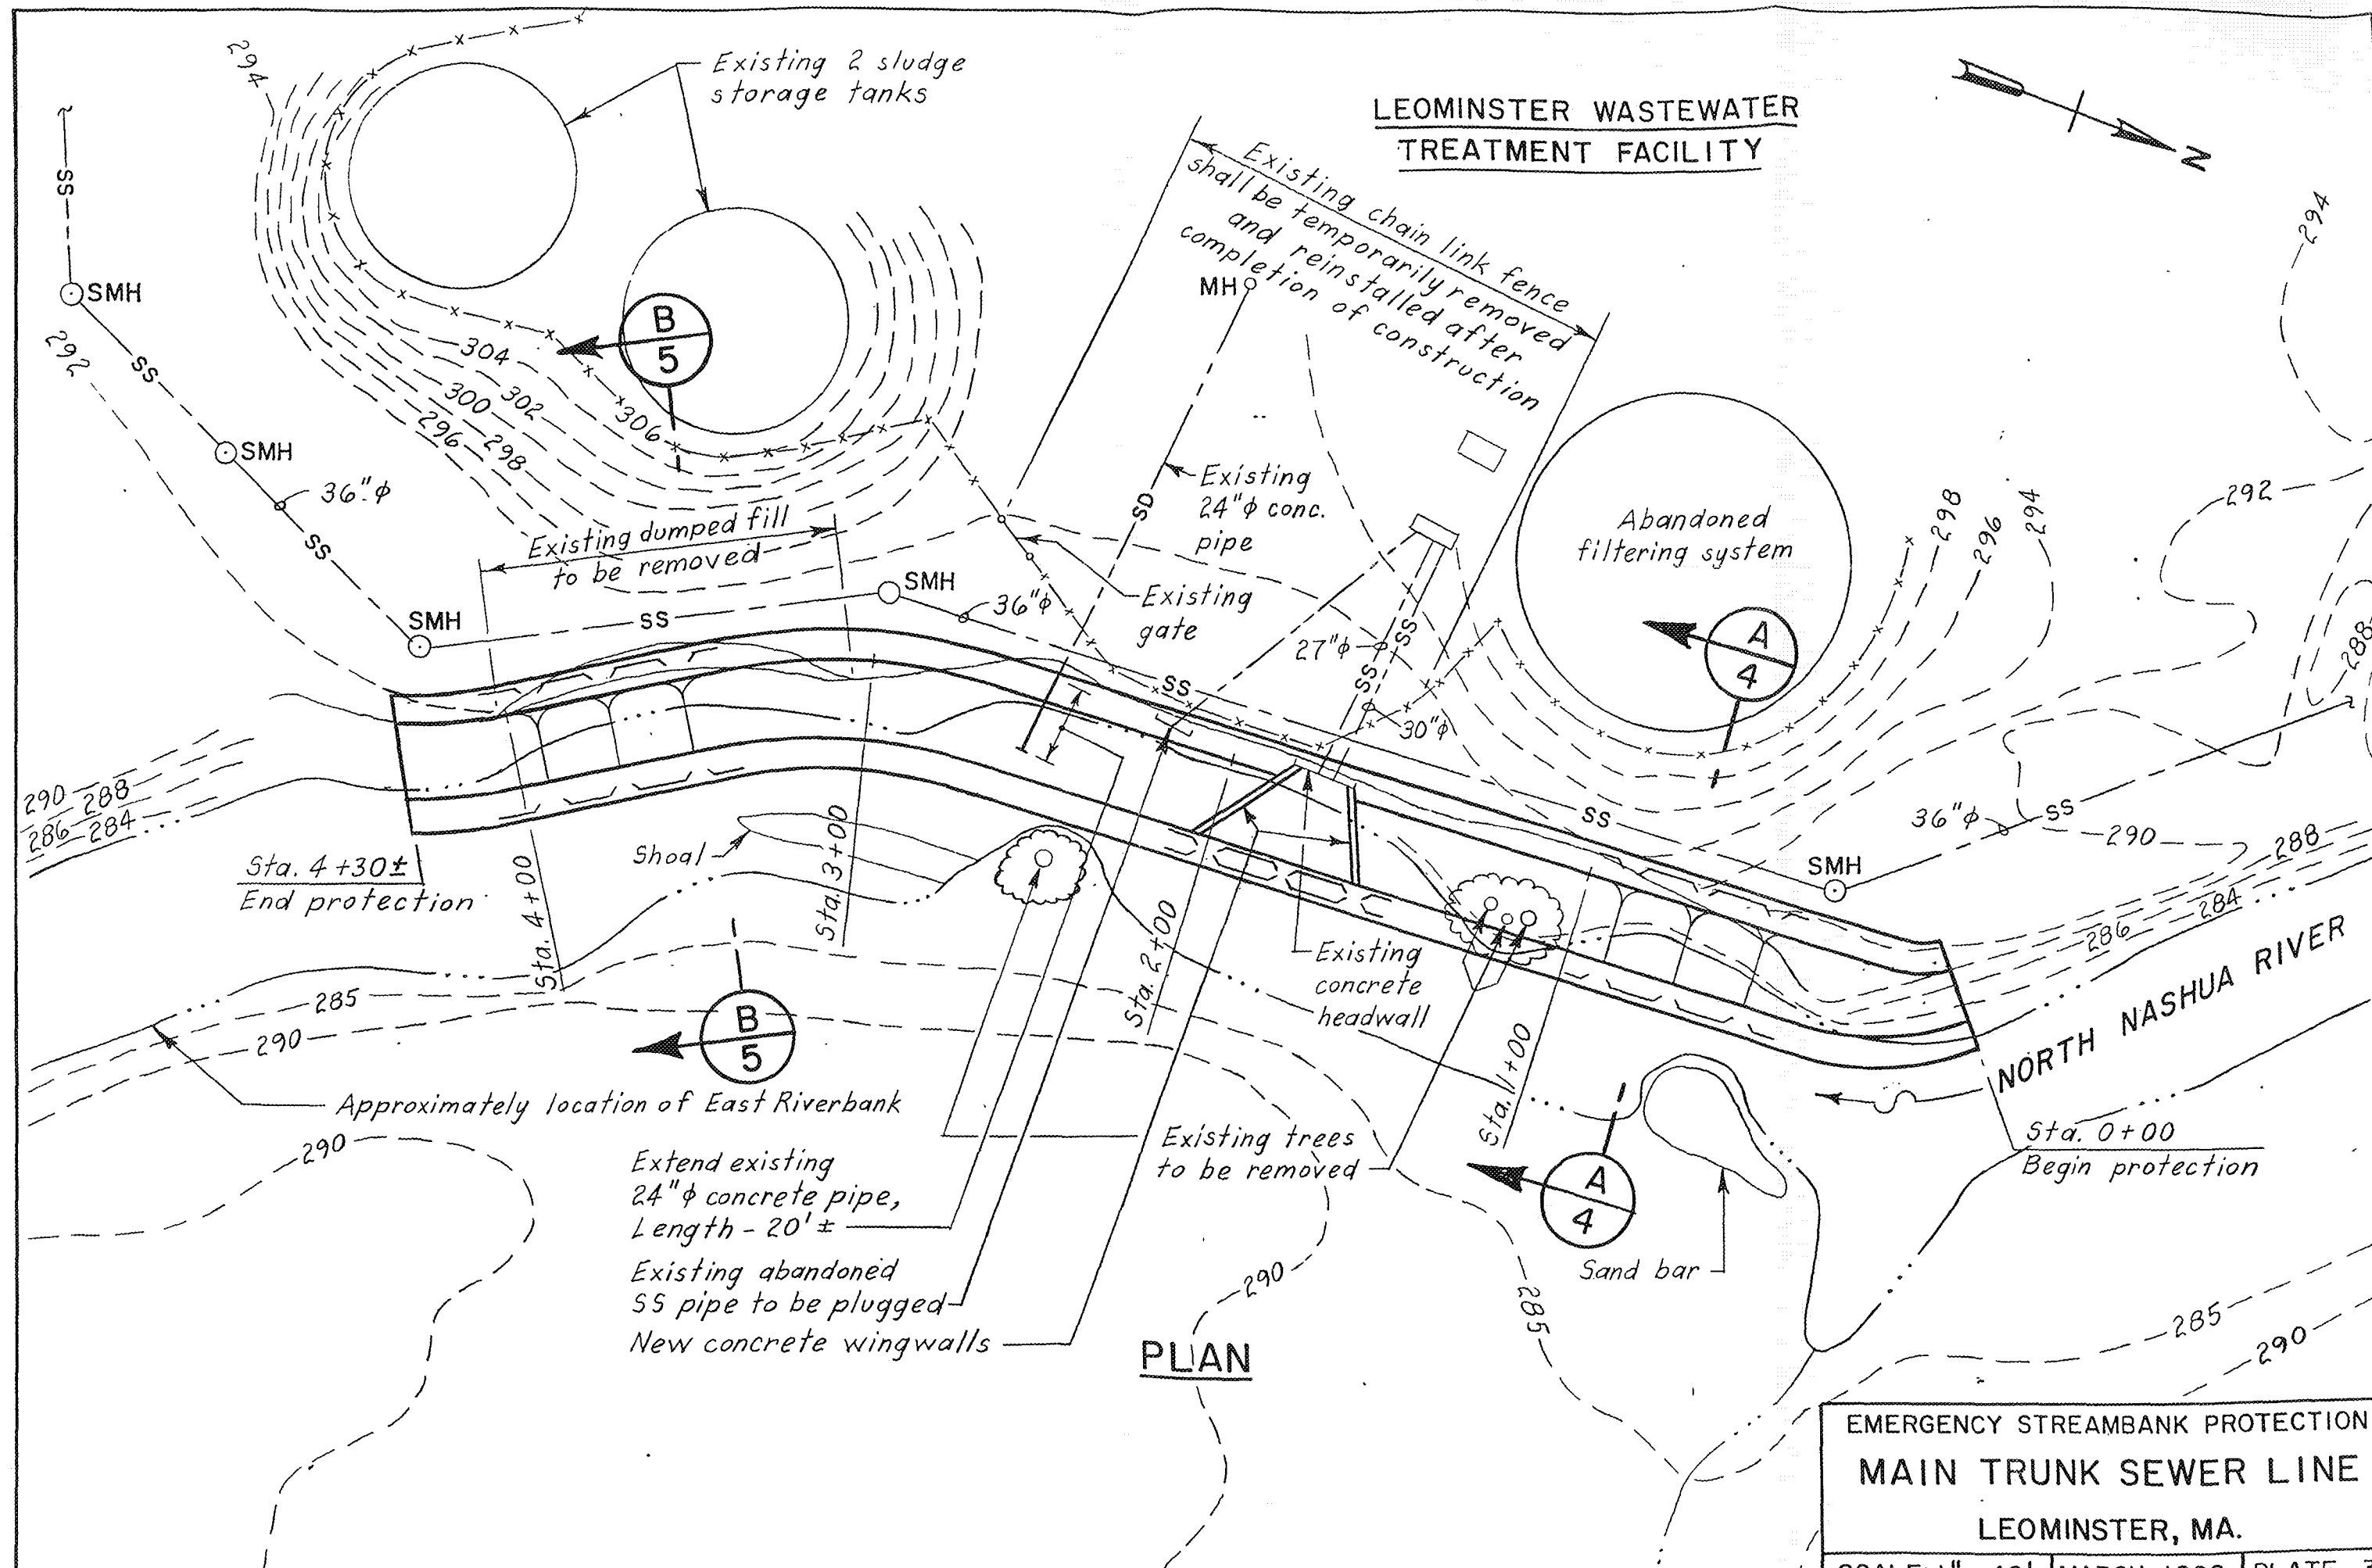 294
Existing 2 sludge
storage tanks
LEOMINSTER WASTEWATER
TREATMENT FACILITY
N
Existing chain link fence
shall be temporarily removed
and reinstalled after
completion of construction
294
SS
SMH
MH
292
SS
B
5
304
302
300
306
298
296
SMH
36"φ
SS
Existing dumped fill
to be removed
SD
Existing
24"φ conc.
pipe
Abandoned
filtering system
298
296
294
292
288
SMH
SMH
SS
36"φ
Existing
gate
27"φ
SS
SS
30"φ
SS
A
4
SS
36"φ
SS
290
288
284
286
SMH
290
288
286
284
Sta. 4+30±
End protection
Sta. 4+00
Shoal
Sta. 3+00
Sta. 2+00
Existing
concrete
headwall
Sta. 1+00
NORTH NASHUA RIVER
285
290
B
5
Approximately location of East Riverbank
290
Extend existing
24"φ concrete pipe,
Length - 20'±
Existing trees
to be removed
A
4
Sand bar
Sta. 0+00
Begin protection
Existing abandoned
SS pipe to be plugged
New concrete wingwalls
290
285
285
290
PLAN
EMERGENCY STREAMBANK PROTECTION
MAIN TRUNK SEWER LINE
LEOMINSTER, MA.